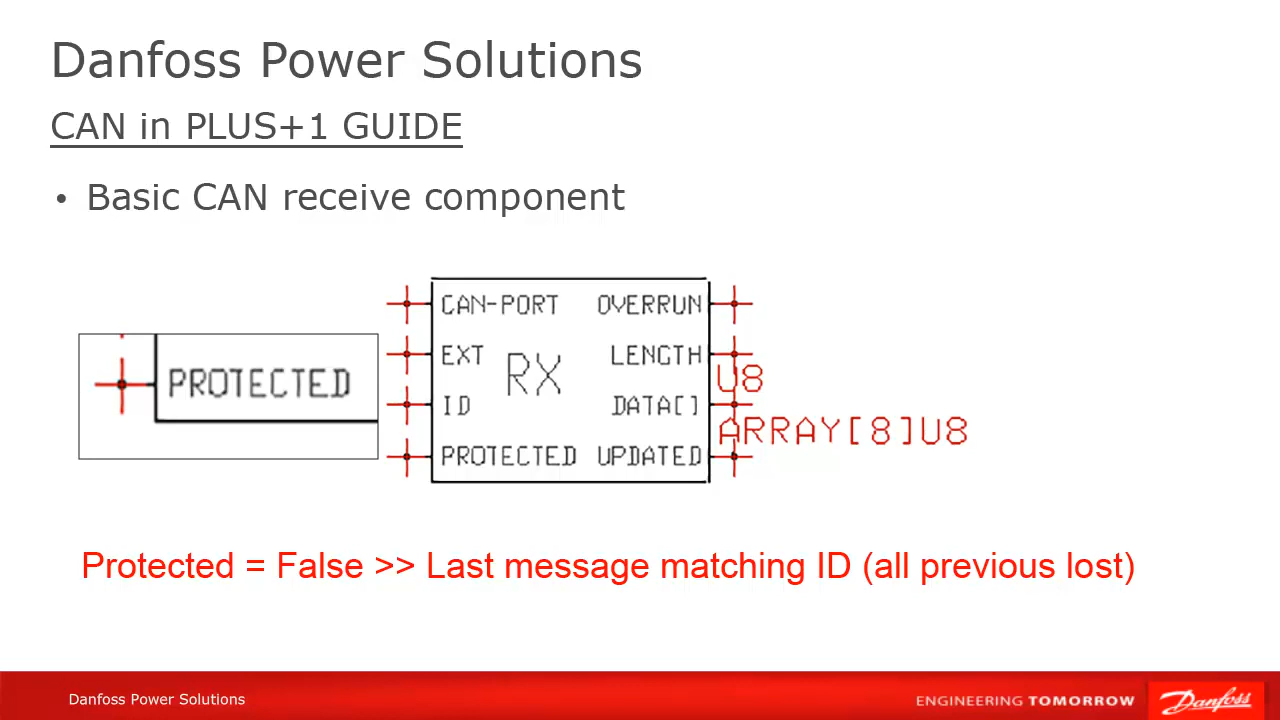 Danfoss Power Solutions
CAN in PLUS+1 GUIDE
• Basic CAN receive component
PROTECTED
CAN-PORT OVERRUN
EXT LENGTH
RX
U8
ID DATA[]
ARRAY[8]U8
PROTECTED UPDATED
Protected = False >> Last message matching ID (all previous lost)
Danfoss Power Solutions
ENGINEERING TOMORROW
Danfoss